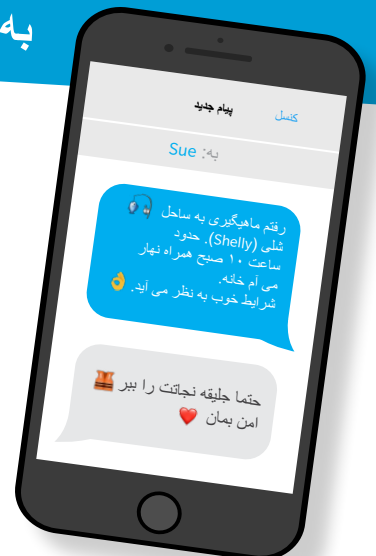 به
کنسل
پیام جدید
به: Sue
رفتم ماهیگیری به ساحل 🎣
شلی (Shelly). حدود
ساعت ۱۰ صبح همراه نهار
می آم خانه.
شرایط خوب به نظر می آید. 👌
حتما جلیقه نجاتت را ببر
امن بمان ❤️